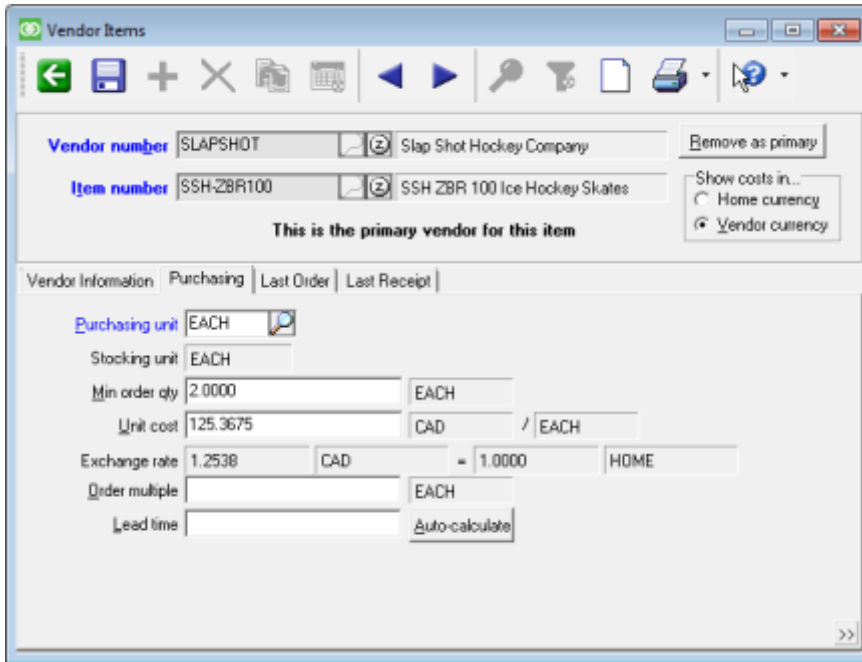 Vendor Items
Vendor number SLAPSHOT Slap Shot Hockey Company Remove as primary
Item number SSH-ZBR100 SSH ZBR 100 Ice Hockey Skates
Show costs in...
Home currency
Vendor currency
This is the primary vendor for this item
Vendor Information Purchasing Last Order Last Receipt
Purchasing unit EACH
Stocking unit EACH
Min order qty 2.0000 EACH
Unit cost 125.3675 CAD / EACH
Exchange rate 1.2538 CAD = 1.0000 HOME
Order multiple EACH
Lead time Auto-calculate
>>